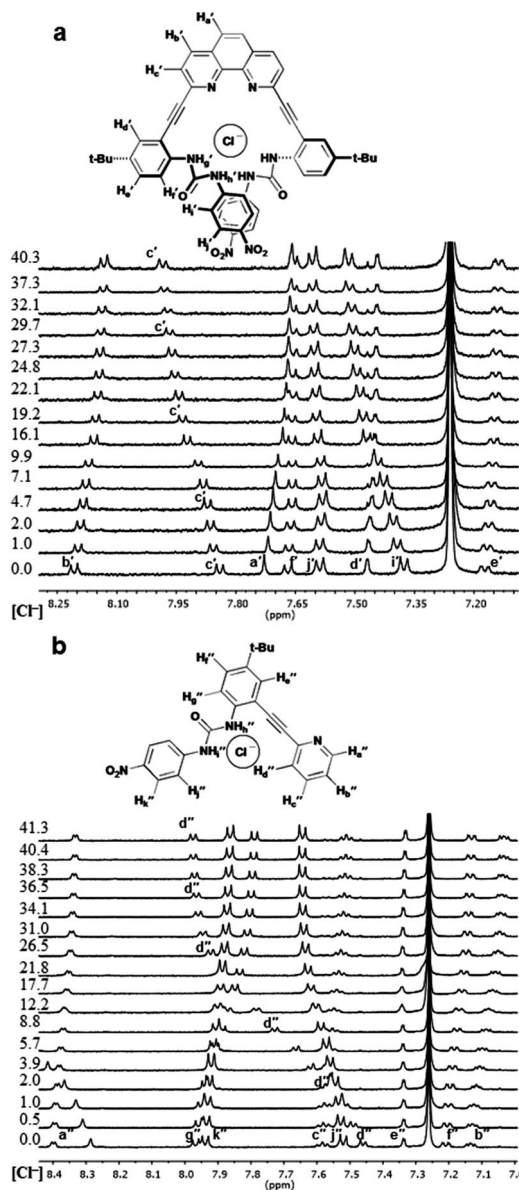 a
Ha'
Hb'
Hc'
N N
Hd'
Cl⁻
t-Bu
NHg'
HN
t-Bu
He'
Hf'
NHh'
NH
O
O
Hi'
Hj'
NO₂
NO₂
40.3
c'
37.3
32.1
29.7
c'
27.3
24.8
22.1
19.2
c'
16.1
9.9
7.1
4.7
c'
2.0
1.0
0.0
b' c' a' f' j' d' i' e'
[Cl⁻]
8.25 8.10 7.95 7.80 7.65 7.50 7.35 7.20
(ppm)
b
t-Bu
Hf''
He''
Hg''
O
NHh''
N
NHi''
Cl⁻
Ha''
O₂N
Hd''
Hb''
Hk''
Hj''
Hc''
41.3
d''
40.4
38.3
36.5
d''
34.1
31.0
26.5
d''
21.8
17.7
12.2
8.8
d''
5.7
3.9
2.0
d''
1.0
0.5
0.0
a'' g'' k'' c'' j'' d'' e'' f'' b''
[Cl⁻]
8.4 8.3 8.2 8.1 8.0 7.9 7.8 7.7 7.6 7.5 7.4 7.3 7.2 7.1 7.0
(ppm)